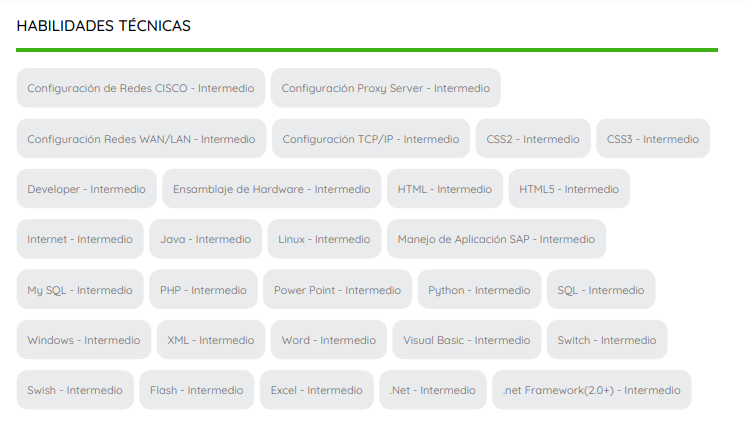 HABILIDADES TÉCNICAS
Configuración de Redes CISCO - Intermedio Configuración Proxy Server - Intermedio
Configuración Redes WAN/LAN - Intermedio Configuración TCP/IP - Intermedio CSS2 - Intermedio CSS3 - Intermedio
Developer - Intermedio Ensamblaje de Hardware - Intermedio HTML - Intermedio HTML5 - Intermedio
Internet - Intermedio Java - Intermedio Linux - Intermedio Manejo de Aplicación SAP - Intermedio
My SQL - Intermedio PHP - Intermedio Power Point - Intermedio Python - Intermedio SQL - Intermedio
Windows - Intermedio XML - Intermedio Word - Intermedio Visual Basic - Intermedio Switch - Intermedio
Swish - Intermedio Flash - Intermedio Excel - Intermedio .Net - Intermedio .net Framework(2.0+) - Intermedio